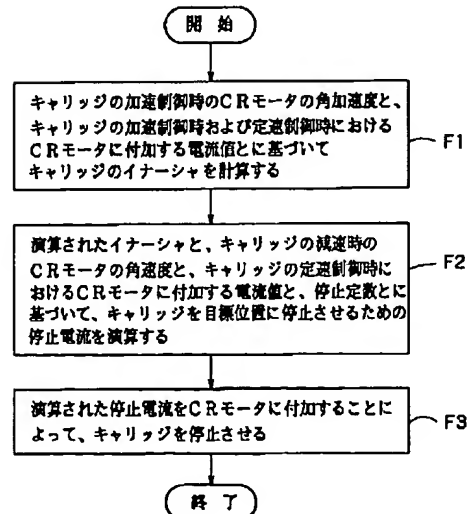 開 始
キャリッジの加速制御時のCRモータの角加速度と、
キャリッジの加速制御時および定速制御時における
CRモータに付加する電流値とに基づいて
キャリッジのイナーシャを計算する
F1
演算されたイナーシャと、キャリッジの減速時の
CRモータの角速度と、キャリッジの定速制御時に
おけるCRモータに付加する電流値と、停止定数とに
基づいて、キャリッジを目標位置に停止させるための
停止電流を演算する
F2
演算された停止電流をCRモータに付加することに
よって、キャリッジを停止させる
F3
終 了